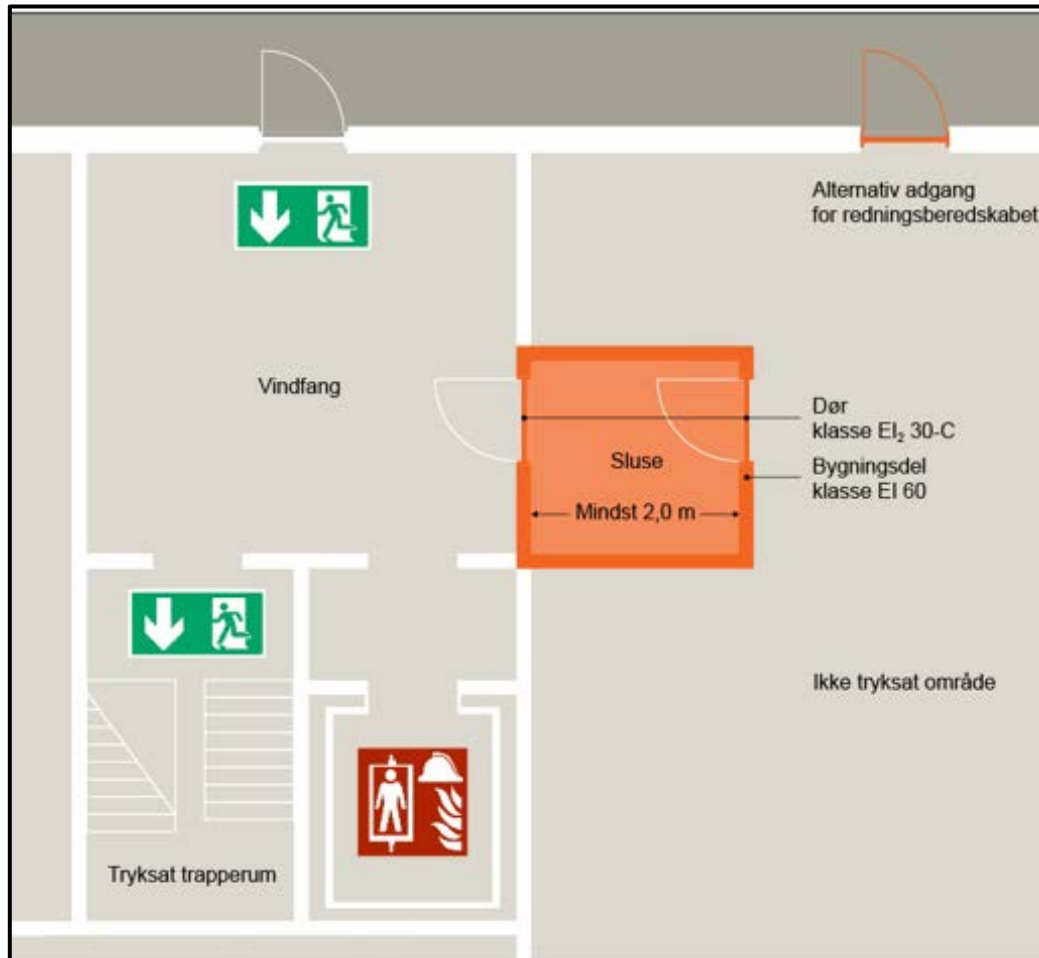 Alternativ adgang
for redningsberedskabet
Vindfang
Dør
klasse EI₂ 30-C
Sluse
Bygningsdel
klasse EI 60
Mindst 2,0 m
Ikke tryksat område
Tryksat trapperum